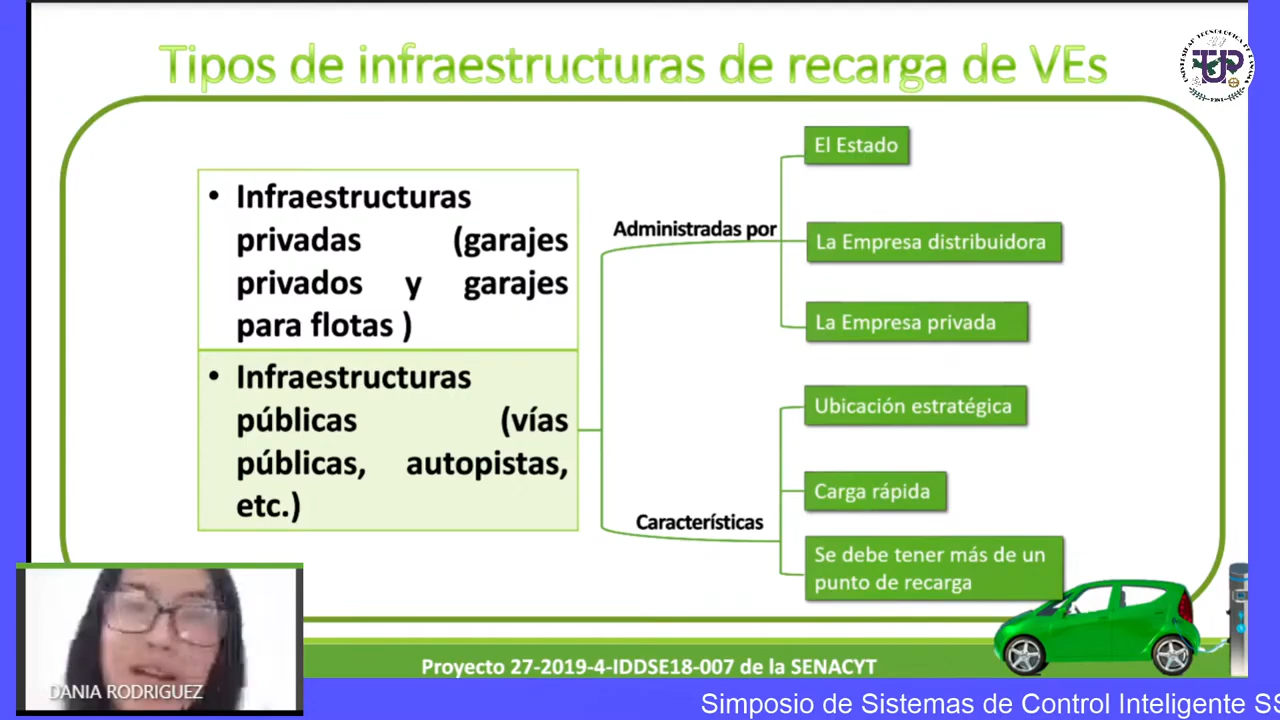 Tipos de infraestructuras de recarga de VEs
• Infraestructuras
privadas (garajes
privados y garajes
para flotas )
• Infraestructuras
públicas (vías
públicas, autopistas,
etc.)
Administradas por
El Estado
La Empresa distribuidora
La Empresa privada
Características
Ubicación estratégica
Carga rápida
Se debe tener más de un
punto de recarga
DANIA RODRIGUEZ
Proyecto 27-2019-4-IDDSE18-007 de la SENACYT
Simposio de Sistemas de Control Inteligente